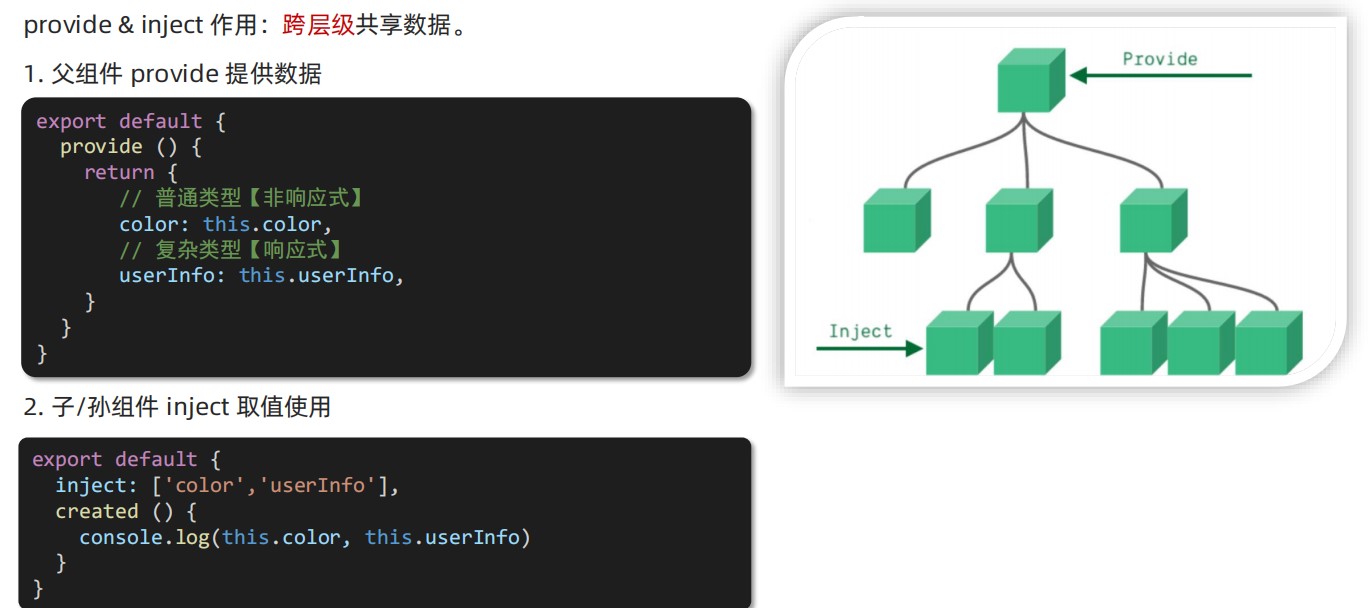 provide & inject 作用：跨层级共享数据。
1. 父组件 provide 提供数据
export default {
  provide () {
    return {
       // 普通类型【非响应式】
       color: this.color,
       // 复杂类型【响应式】
       userInfo: this.userInfo,
    }
  }
}
2. 子/孙组件 inject 取值使用
export default {
  inject: ['color','userInfo'],
  created () {
    console.log(this.color, this.userInfo)
  }
}
Provide
Inject